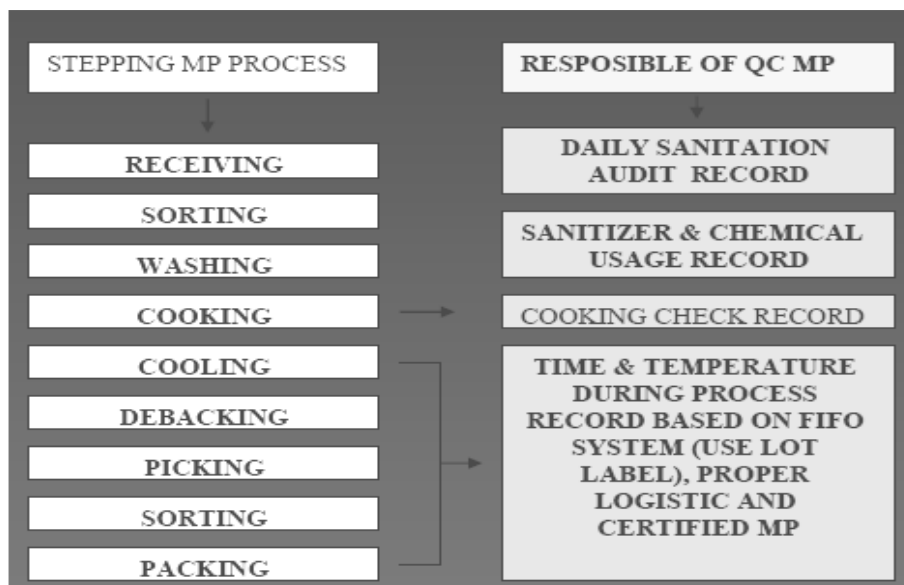 STEPPING MP PROCESS
RECEIVING
SORTING
WASHING
COOKING
COOLING
DEBACKING
PICKING
SORTING
PACKING
RESPOSIBLE OF QC MP
DAILY SANITATION
AUDIT RECORD
SANITIZER & CHEMICAL
USAGE RECORD
COOKING CHECK RECORD
TIME & TEMPERATURE
DURING PROCESS
RECORD BASED ON FIFO
SYSTEM (USE LOT
LABEL), PROPER
LOGISTIC AND
CERTIFIED MP